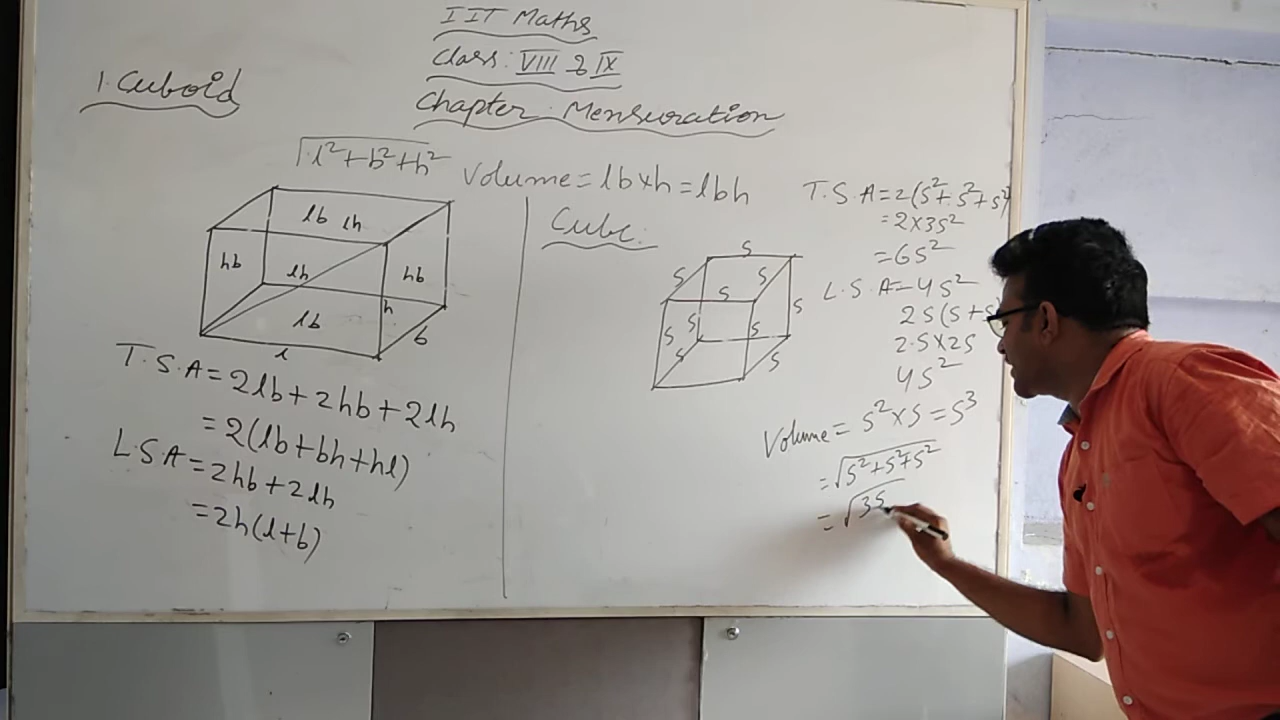 IIT Maths
Class: VIII & IX
Chapter: Mensuration
1. Cuboid
√l²+b²+h²
Volume = lb×h = lbh
lb lh
hb
lh
hb
h
lb
b
l
T.S.A = 2lb + 2hb + 2lh
= 2(lb+bh+hl)
L.S.A = 2hb + 2lh
= 2h(l+b)
Cube:
S
S
S
S
S
S
S
S
S
S
T.S.A = 2(S²+S²+S²)
= 2×3S²
= 6S²
L.S.A = 4S²
2S(S+S)
2.S×2S
4S²
Volume = S²×S = S³
= √S²+S²+S²
= √3S